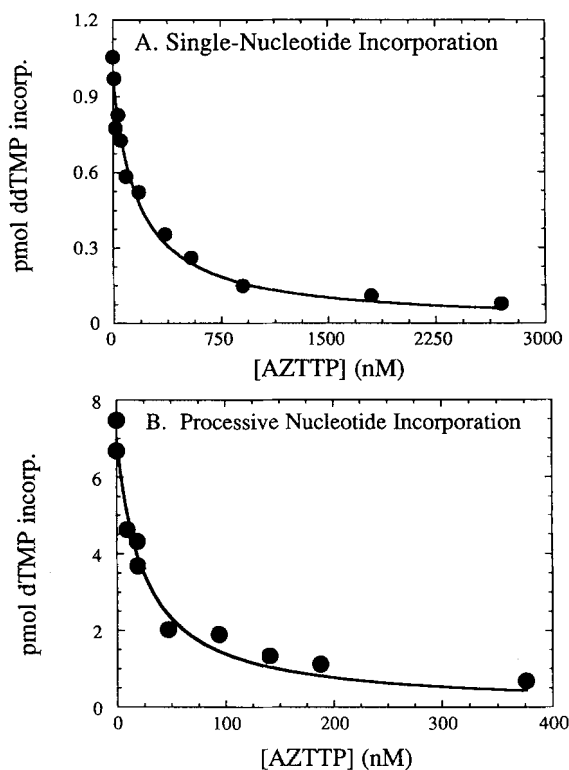 A. Single-Nucleotide Incorporation
pmol ddTMP incorp.
1.2
0.9
0.6
0.3
0
0 750 1500 2250 3000
[AZTTP] (nM)
B. Processive Nucleotide Incorporation
pmol dTMP incorp.
8
6
4
2
0
0 100 200 300 400
[AZTTP] (nM)